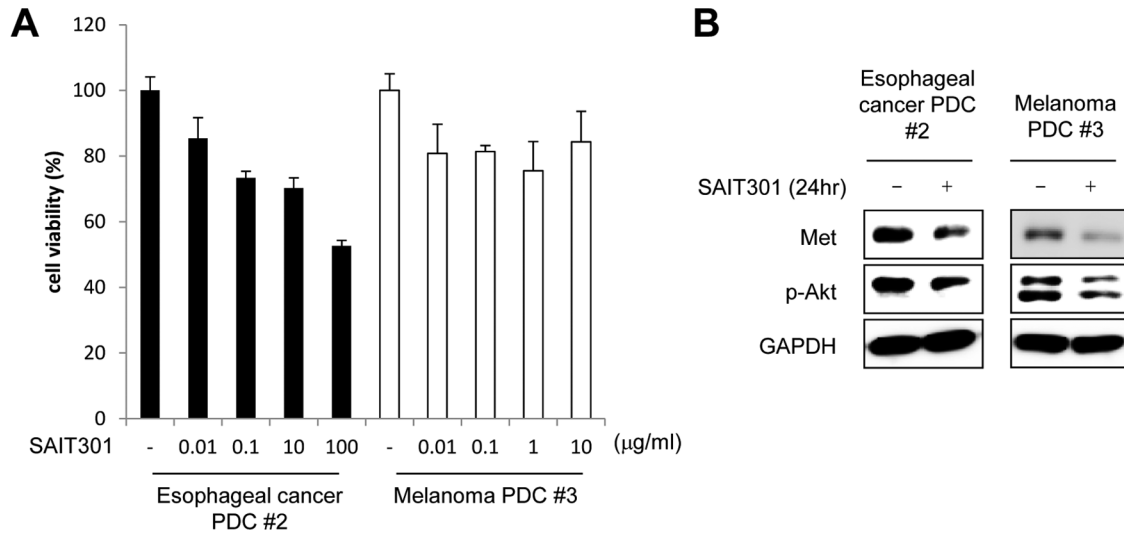 A
120
100
80
60
40
20
0
cell viability (%)
SAIT301 - 0.01 0.1 10 100 - 0.01 0.1 1 10 (μg/ml)
Esophageal cancer
PDC #2
Melanoma PDC #3
B
Esophageal
cancer PDC
#2
Melanoma
PDC #3
SAIT301 (24hr) − + − +
Met
p-Akt
GAPDH